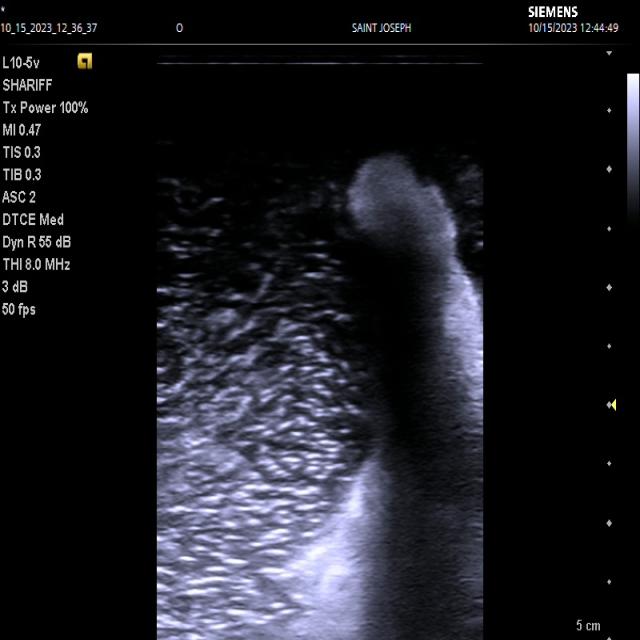 *
SIEMENS
10_15_2023_12_36_37 O SAINT JOSEPH 10/15/2023 12:44:49
L10-5v
SHARIFF
Tx Power 100%
MI 0.47
TIS 0.3
TIB 0.3
ASC 2
DTCE Med
Dyn R 55 dB
THI 8.0 MHz
3 dB
50 fps
5 cm